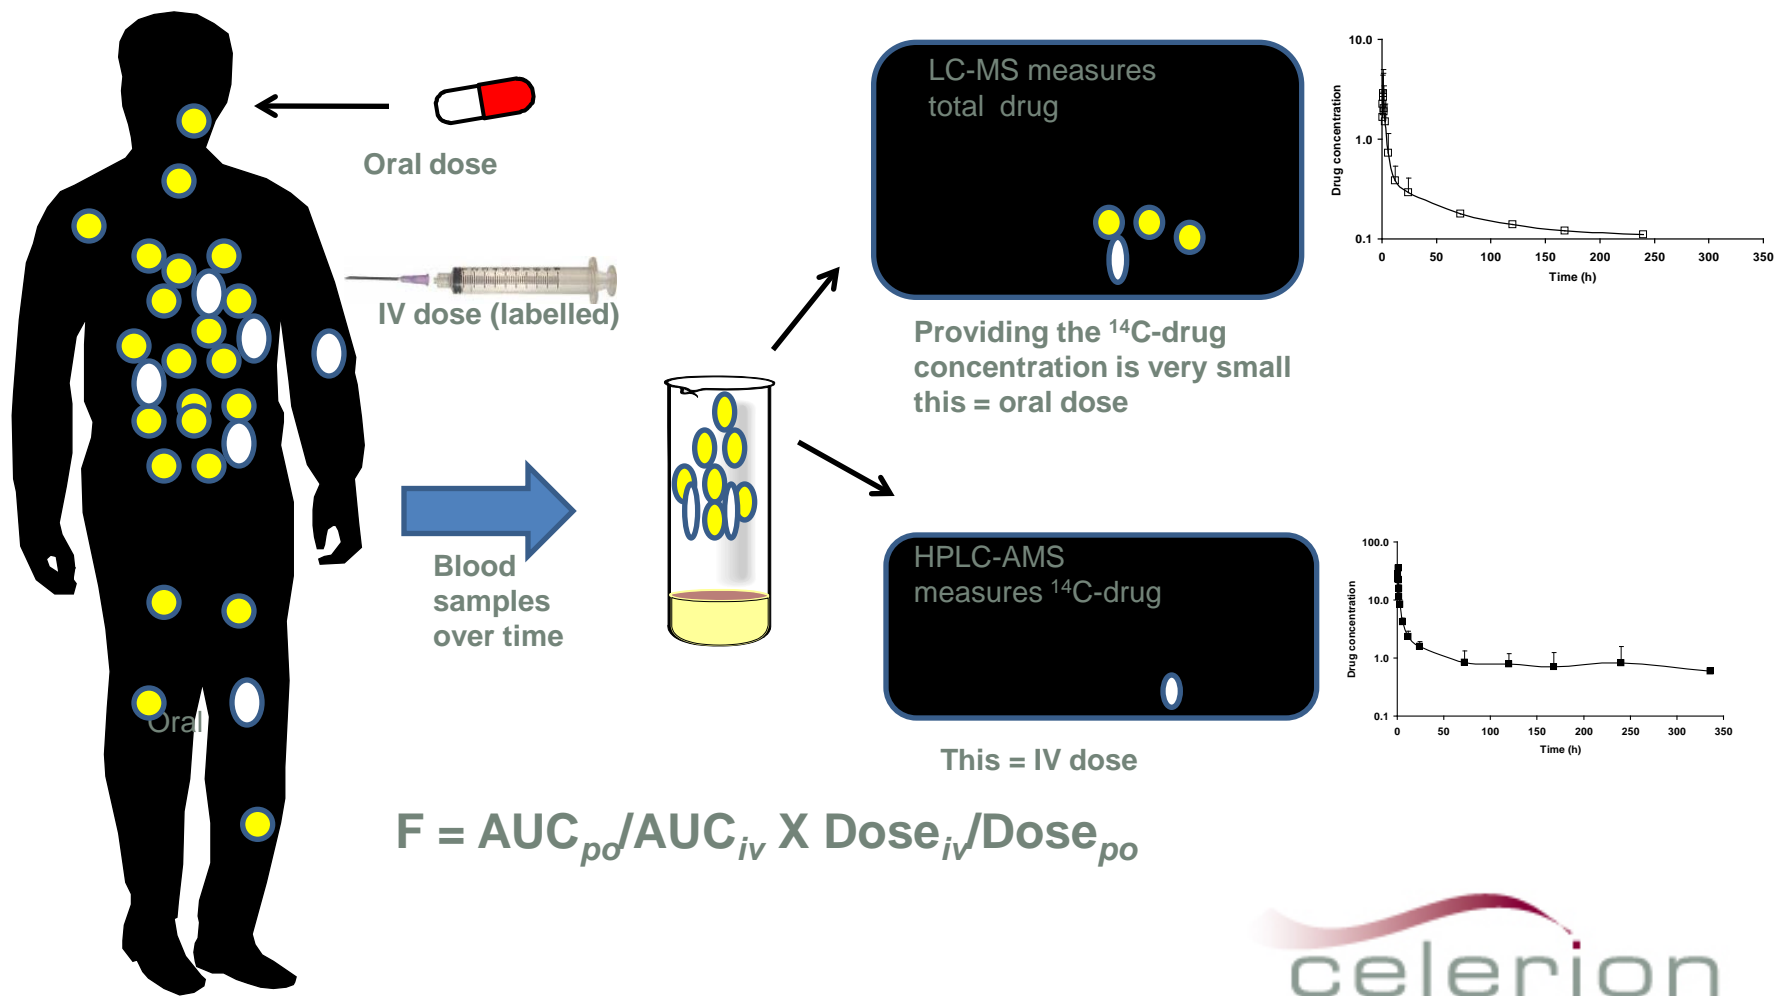 Oral dose
IV dose (labelled)
Blood
samples
over time
Oral
LC-MS measures
total drug
Providing the ¹⁴C-drug
concentration is very small
this = oral dose
HPLC-AMS
measures ¹⁴C-drug
This = IV dose
Drug concentration
10.0
1.0
0.1
0 50 100 150 200 250 300 350
Time (h)
Drug concentration
100.0
10.0
1.0
0.1
0 50 100 150 200 250 300 350
Time (h)
F = AUCpo/AUCiv X Doseiv/Dosepo
celerion